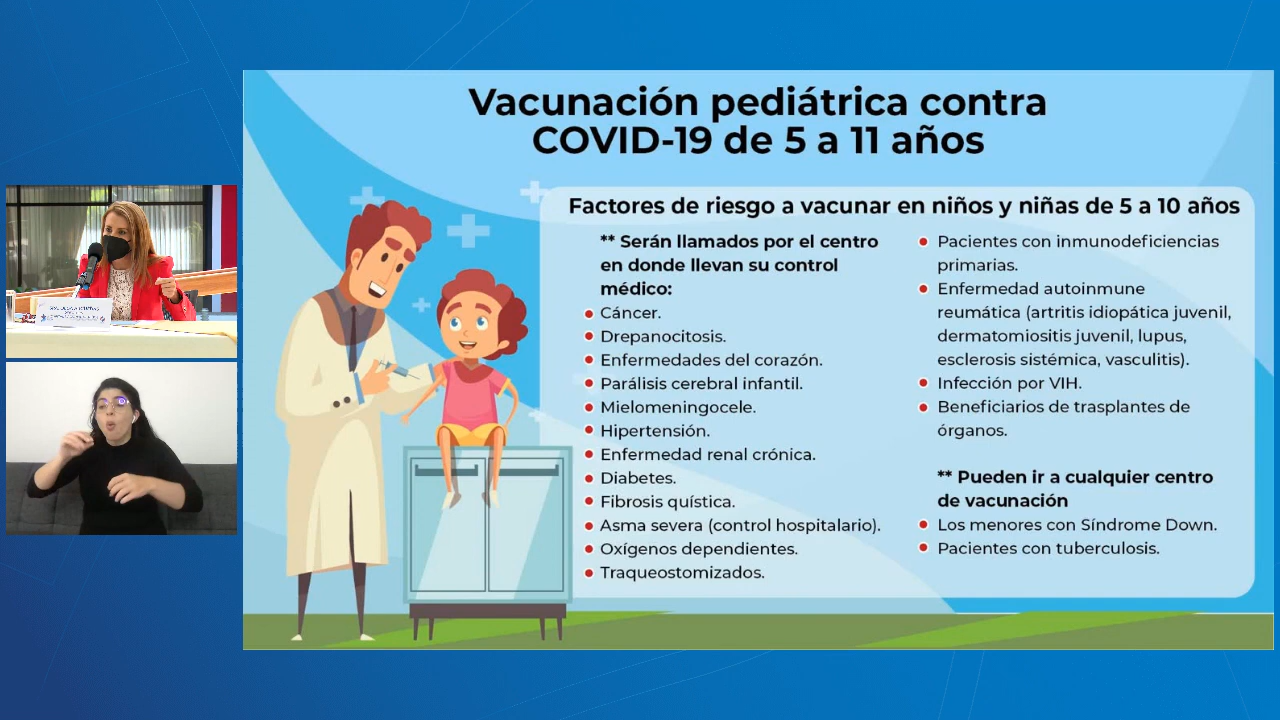 Vacunación pediátrica contra
COVID-19 de 5 a 11 años
Factores de riesgo a vacunar en niños y niñas de 5 a 10 años
** Serán llamados por el centro
en donde llevan su control
médico:
Cáncer.
Drepanocitosis.
Enfermedades del corazón.
Parálisis cerebral infantil.
Mielomeningocele.
Hipertensión.
Enfermedad renal crónica.
Diabetes.
Fibrosis quística.
Asma severa (control hospitalario).
Oxígenos dependientes.
Traqueostomizados.
Pacientes con inmunodeficiencias
primarias.
Enfermedad autoinmune
reumática (artritis idiopática juvenil,
dermatomiositis juvenil, lupus,
esclerosis sistémica, vasculitis).
Infección por VIH.
Beneficiarios de trasplantes de
órganos.
** Pueden ir a cualquier centro
de vacunación
Los menores con Síndrome Down.
Pacientes con tuberculosis.